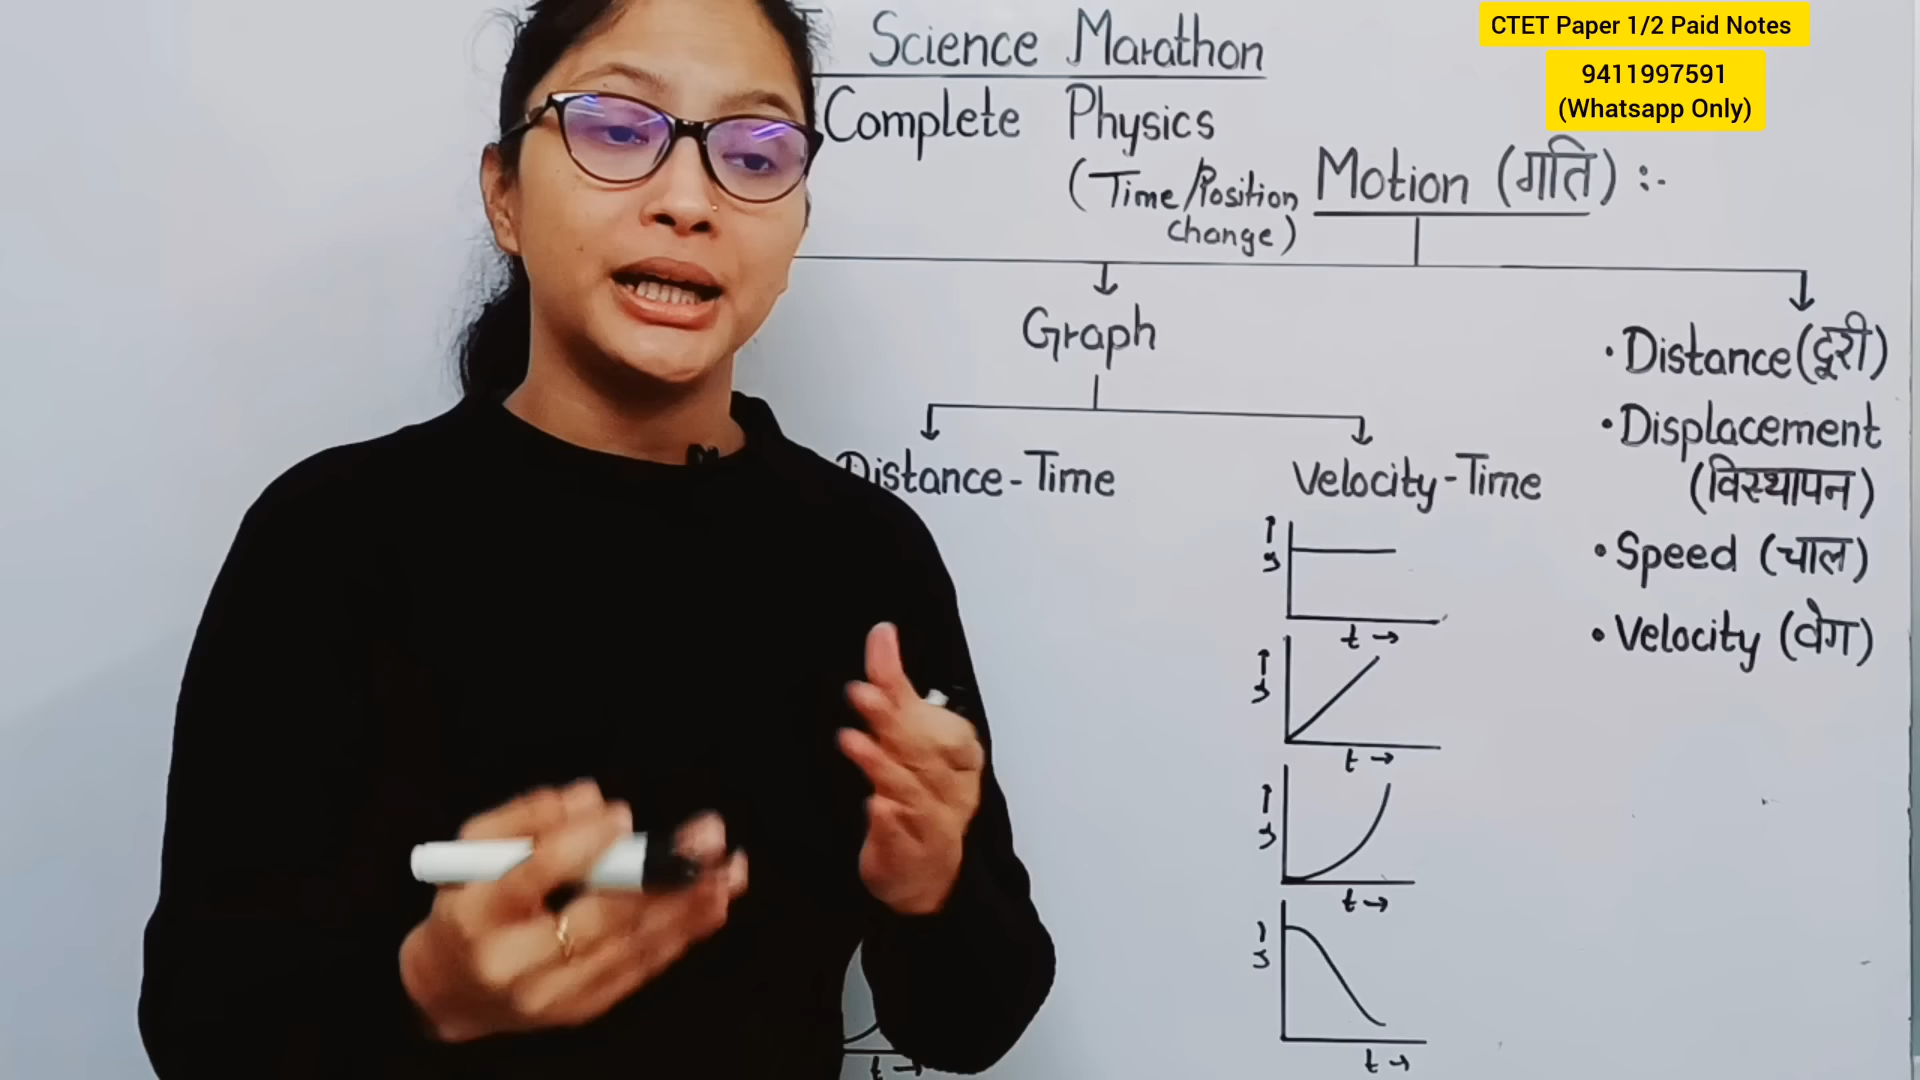 CTET Paper 1/2 Paid Notes
9411997591
(Whatsapp Only)
Science Marathon
Complete Physics
(Time/Position change)
Motion (गति) :-
Graph
Distance-Time
Velocity-Time
t →
t →
t →
t →
t →
• Distance (दूरी)
• Displacement
(विस्थापन)
• Speed (चाल)
• Velocity (वेग)